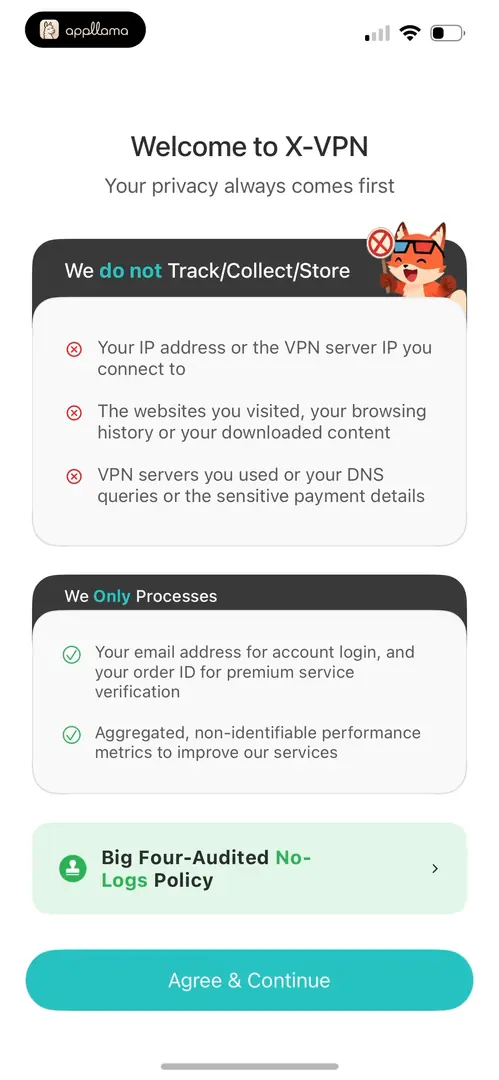 appllama
Welcome to X-VPN
Your privacy always comes first
We do not Track/Collect/Store
Your IP address or the VPN server IP you
connect to
The websites you visited, your browsing
history or your downloaded content
VPN servers you used or your DNS
queries or the sensitive payment details
We Only Processes
Your email address for account login, and
your order ID for premium service
verification
Aggregated, non-identifiable performance
metrics to improve our services
Big Four-Audited No-
Logs Policy
Agree & Continue